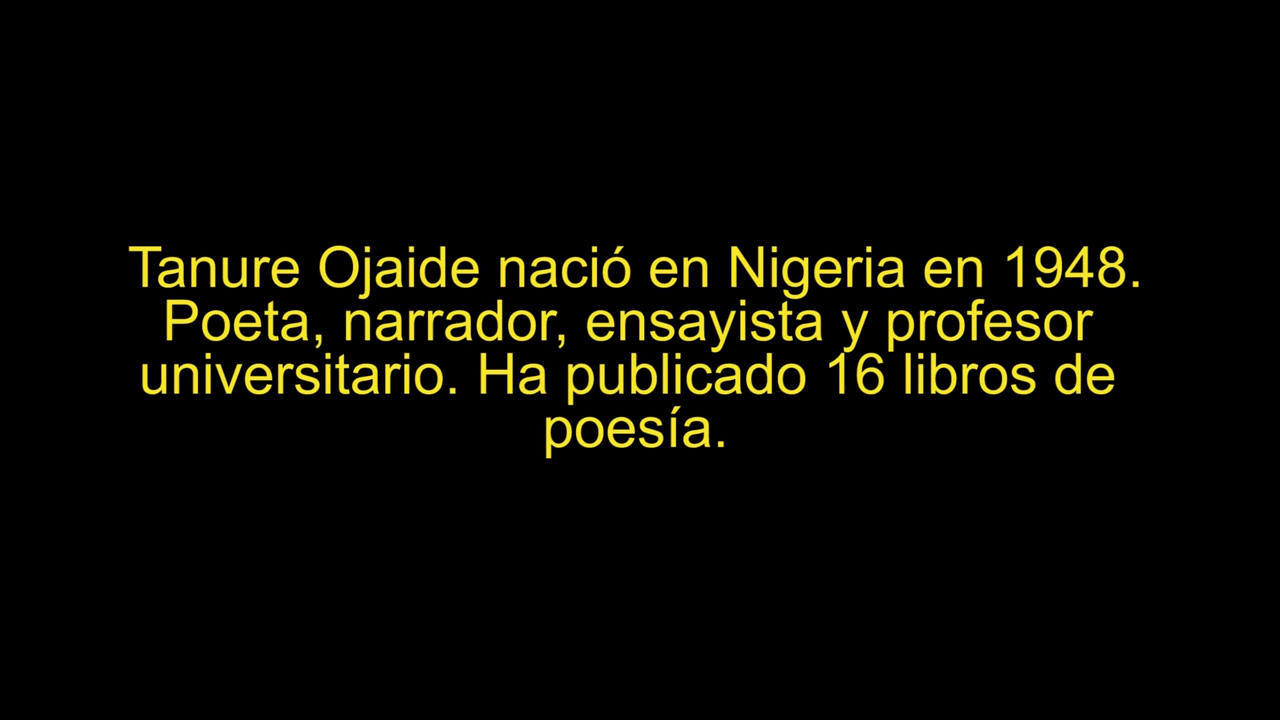 Tanure Ojaide nació en Nigeria en 1948.
Poeta, narrador, ensayista y profesor
universitario. Ha publicado 16 libros de
poesía.